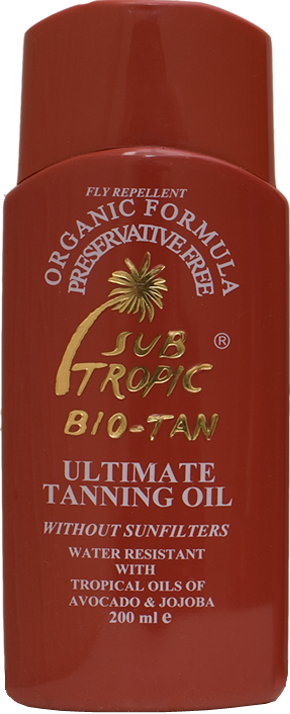 FLY REPELLENT
ORGANIC FORMULA
PRESERVATIVE FREE
SUB
TROPIC
®
BIO-TAN
ULTIMATE
TANNING OIL
WITHOUT SUNFILTERS
WATER RESISTANT
WITH
TROPICAL OILS OF
AVOCADO & JOJOBA
200 ml e